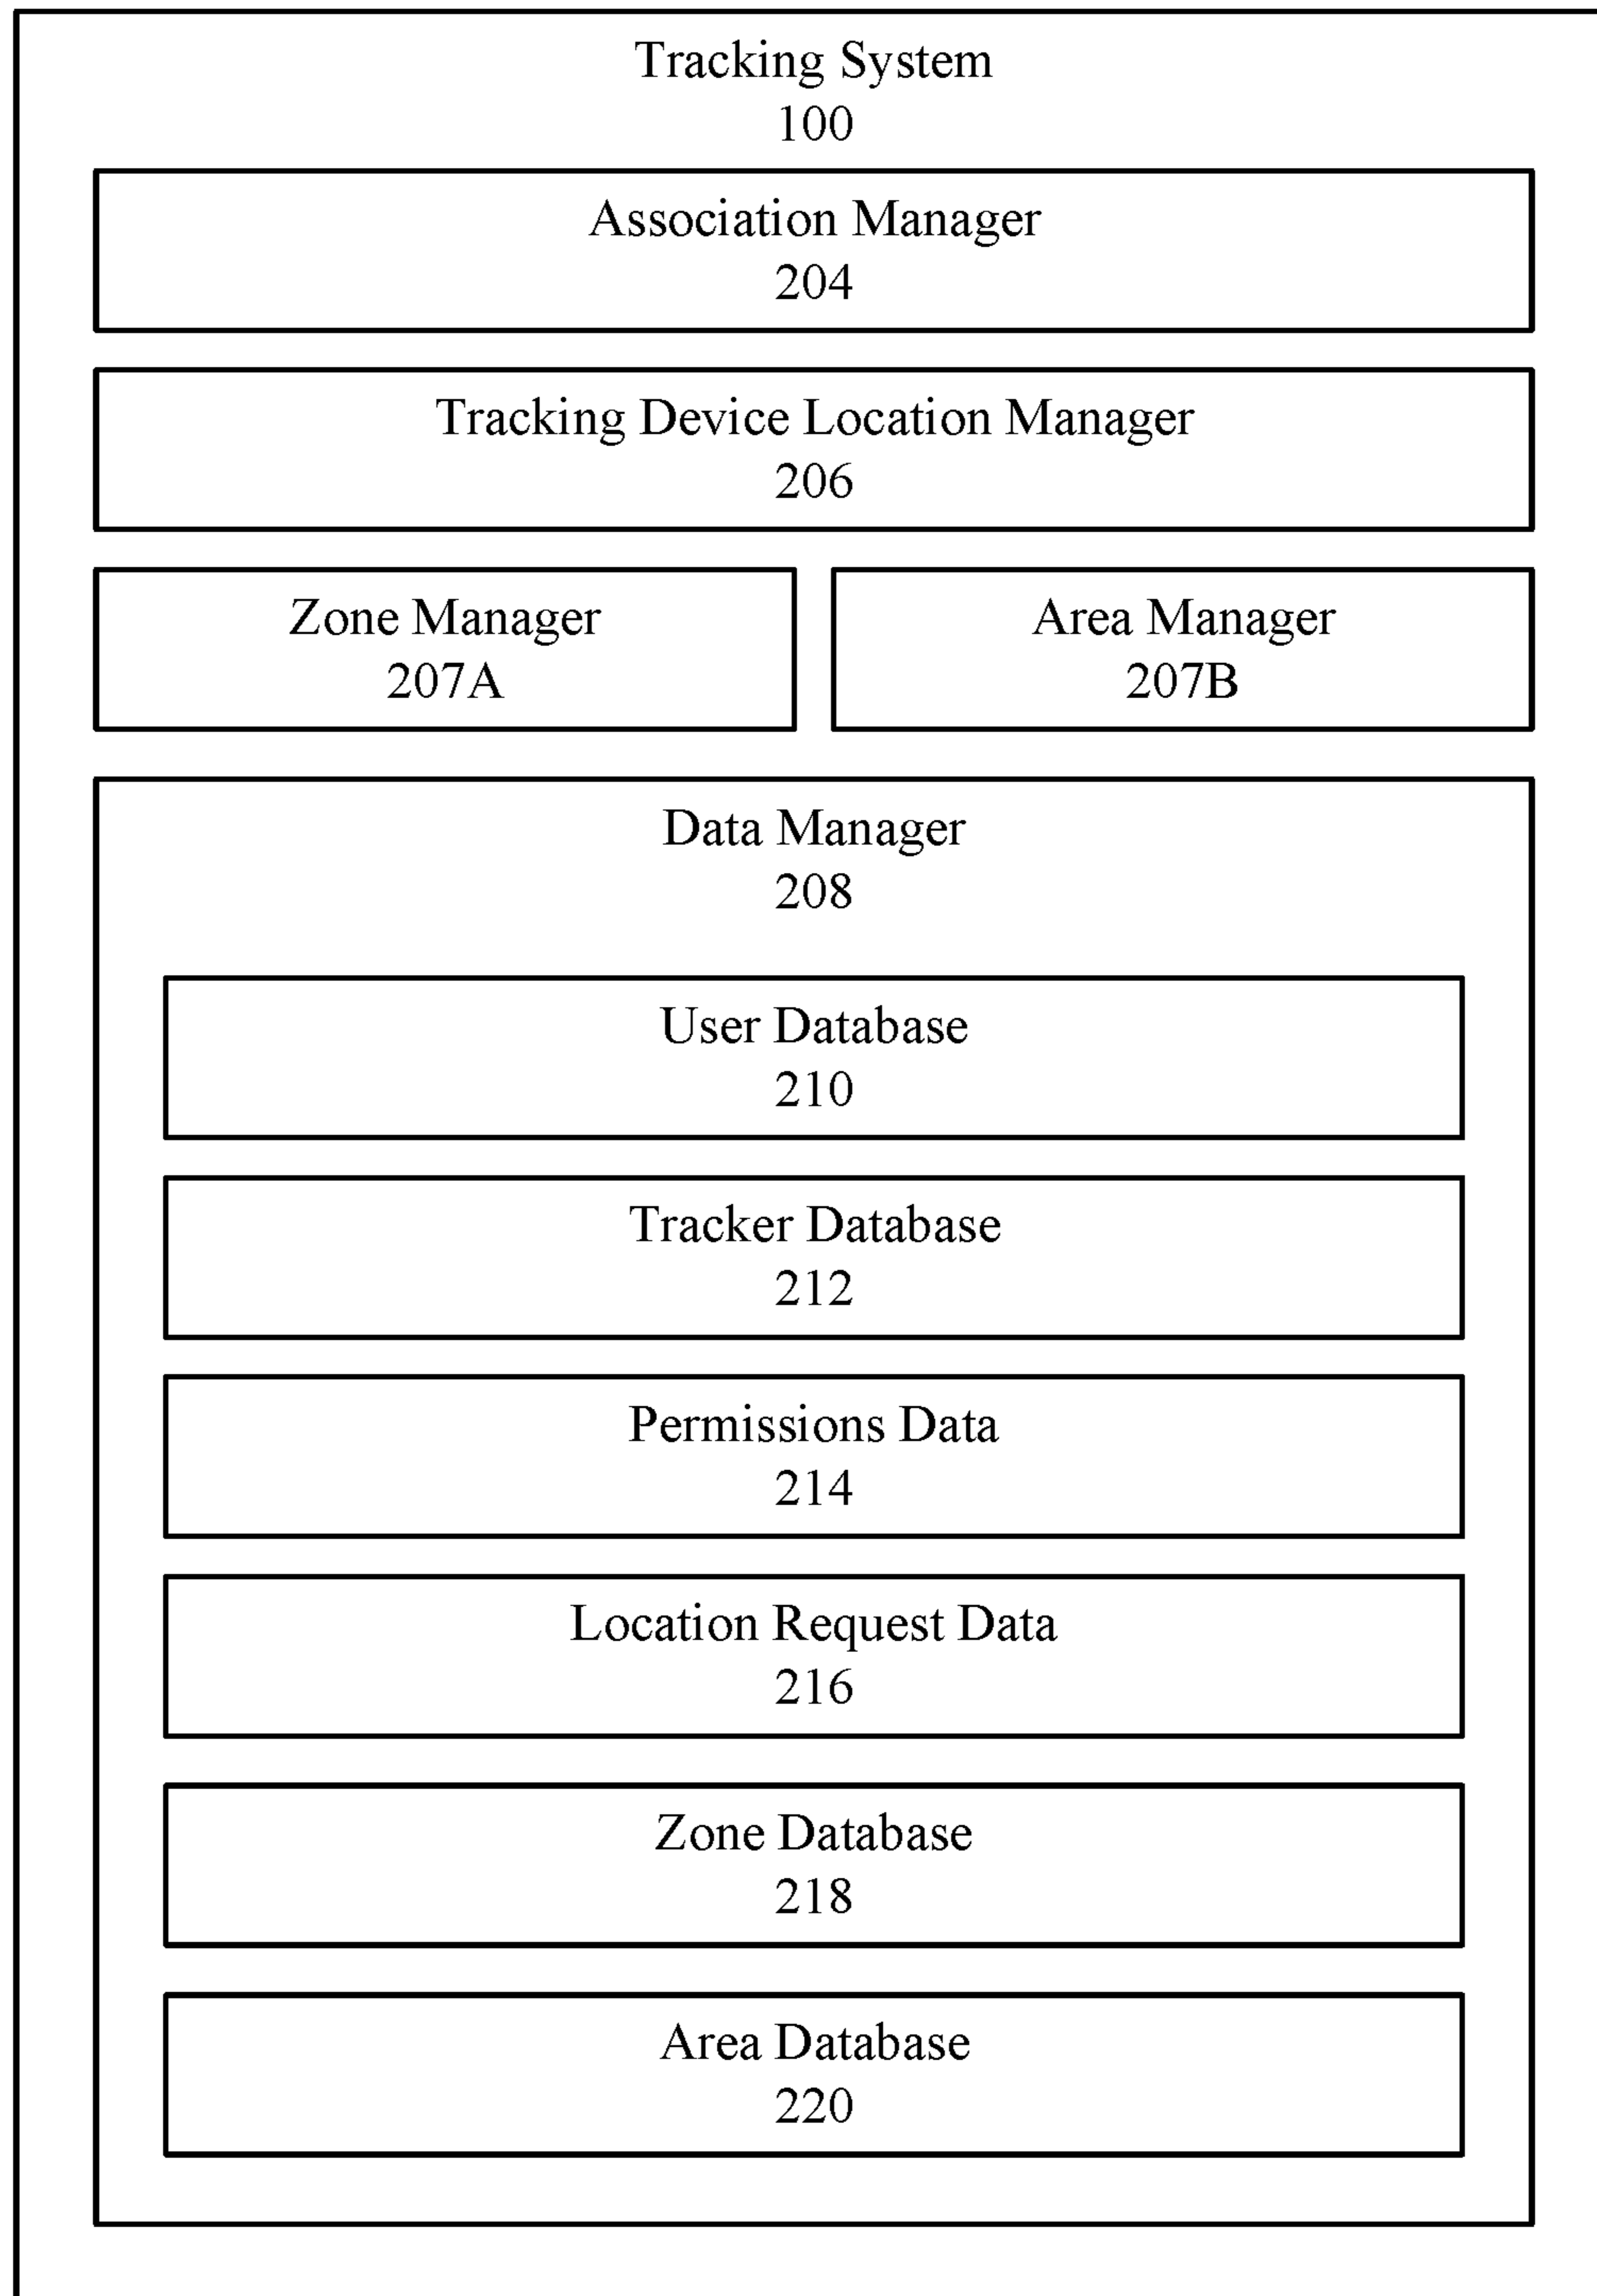 Tracking System
100
Association Manager
204
Tracking Device Location Manager
206
Zone Manager
207A
Area Manager
207B
Data Manager
208
User Database
210
Tracker Database
212
Permissions Data
214
Location Request Data
216
Zone Database
218
Area Database
220